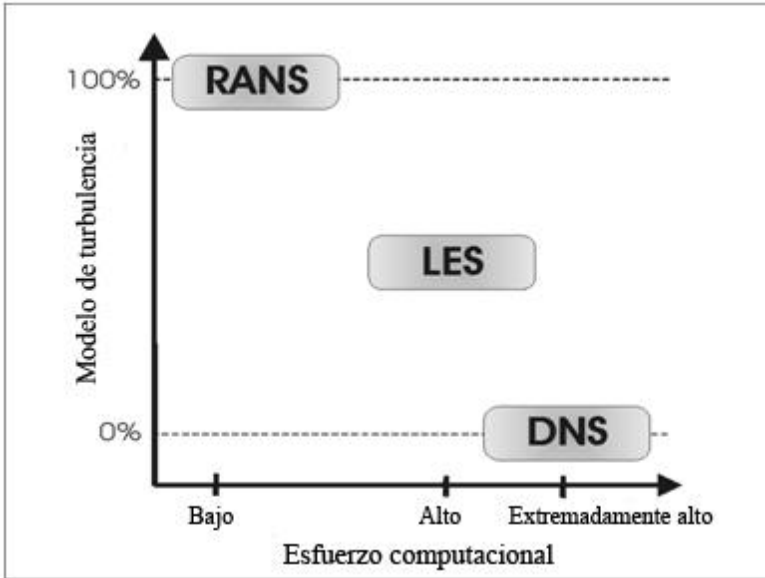 RANS
100%
Modelo de turbulencia
LES
0%
DNS
Bajo
Alto
Extremadamente alto
Esfuerzo computacional